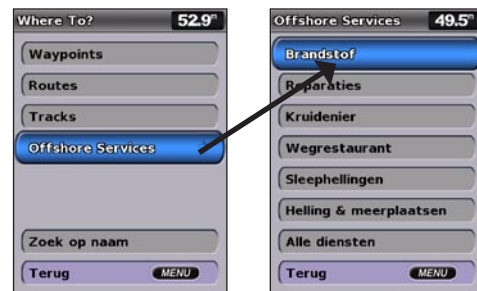 Where To? 52.9"
Waypoints
Routes
Tracks
Offshore Services
Zoek op naam
Terug MENU
Offshore Services 49.5"
Brandstof
Reparaties
Kruidenier
Wegrestaurant
Sleephellingen
Helling & meerplaatsen
Alle diensten
Terug MENU